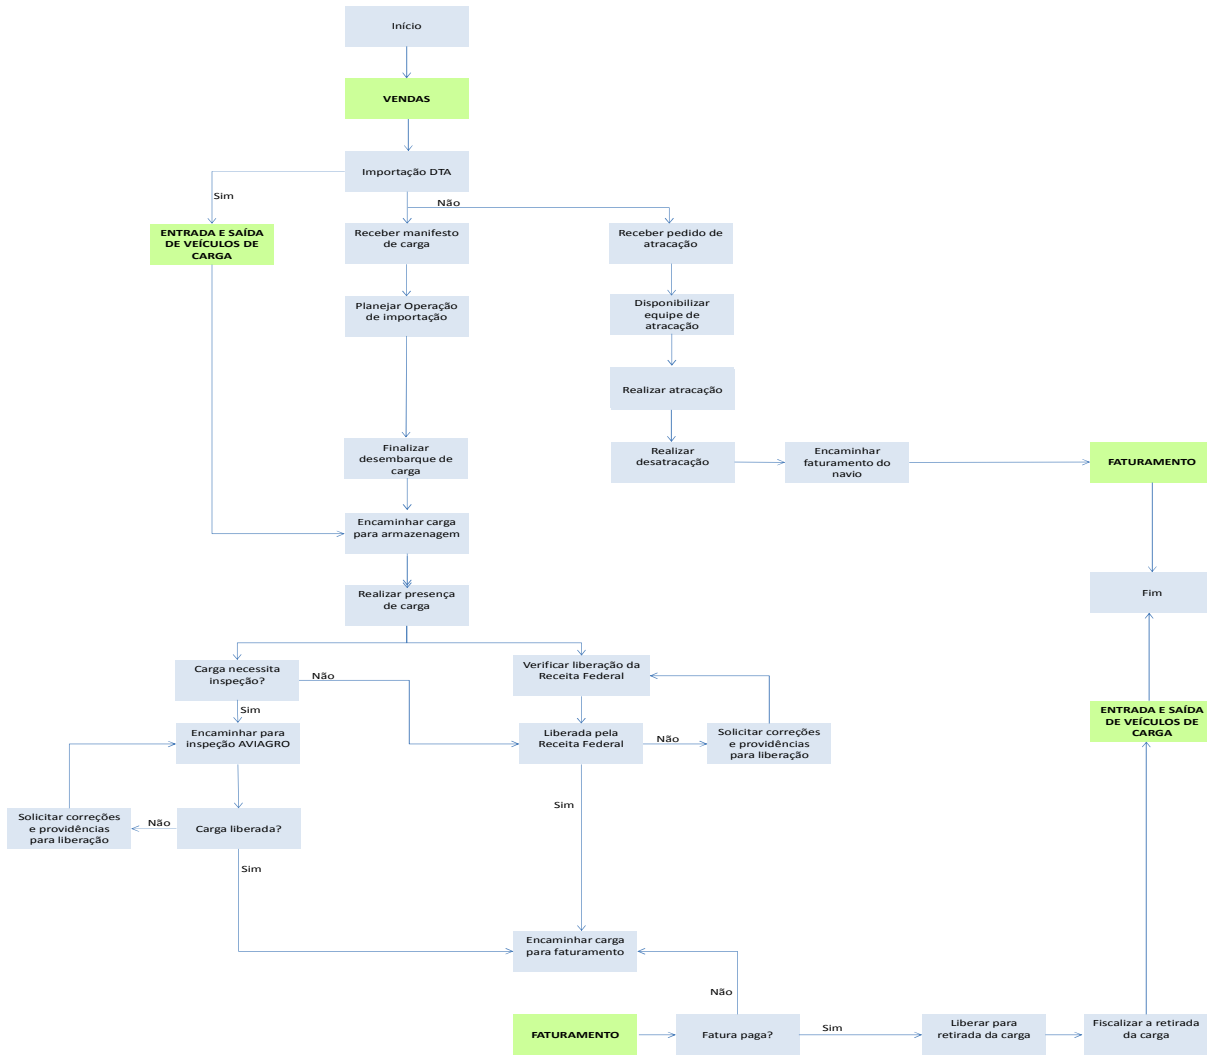 Início
VENDAS
Importação DTA
Sim
Não
ENTRADA E SAÍDA
DE VEÍCULOS DE
CARGA
Receber manifesto
de carga
Receber pedido de
atracação
Planejar Operação
de importação
Disponibilizar
equipe de
atracação
Realizar atracação
Finalizar
desembarque de
carga
Realizar
desatracação
Encaminhar
faturamento do
navio
FATURAMENTO
Encaminhar carga
para armazenagem
Realizar presença
de carga
Fim
Carga necessita
inspeção?
Não
Verificar liberação da
Receita Federal
Sim
ENTRADA E SAÍDA
DE VEÍCULOS DE
CARGA
Encaminhar para
inspeção AVIAGRO
Liberada pela
Receita Federal
Não
Solicitar correções
e providências
para liberação
Sim
Solicitar correções
e providências
para liberação
Não
Carga liberada?
Sim
Encaminhar carga
para faturamento
Não
FATURAMENTO
Fatura paga?
Sim
Liberar para
retirada da carga
Fiscalizar a retirada
da carga